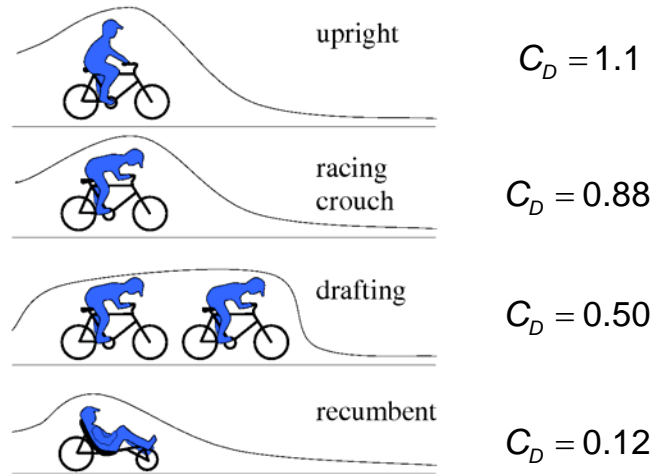 upright
C_D = 1.1
racing
crouch
C_D = 0.88
drafting
C_D = 0.50
recumbent
C_D = 0.12